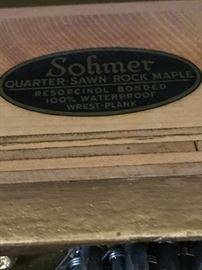 Sohmer
QUARTER-SAWN ROCK MAPLE
RESORCINOL BONDED
100% WATERPROOF
WREST-PLANK